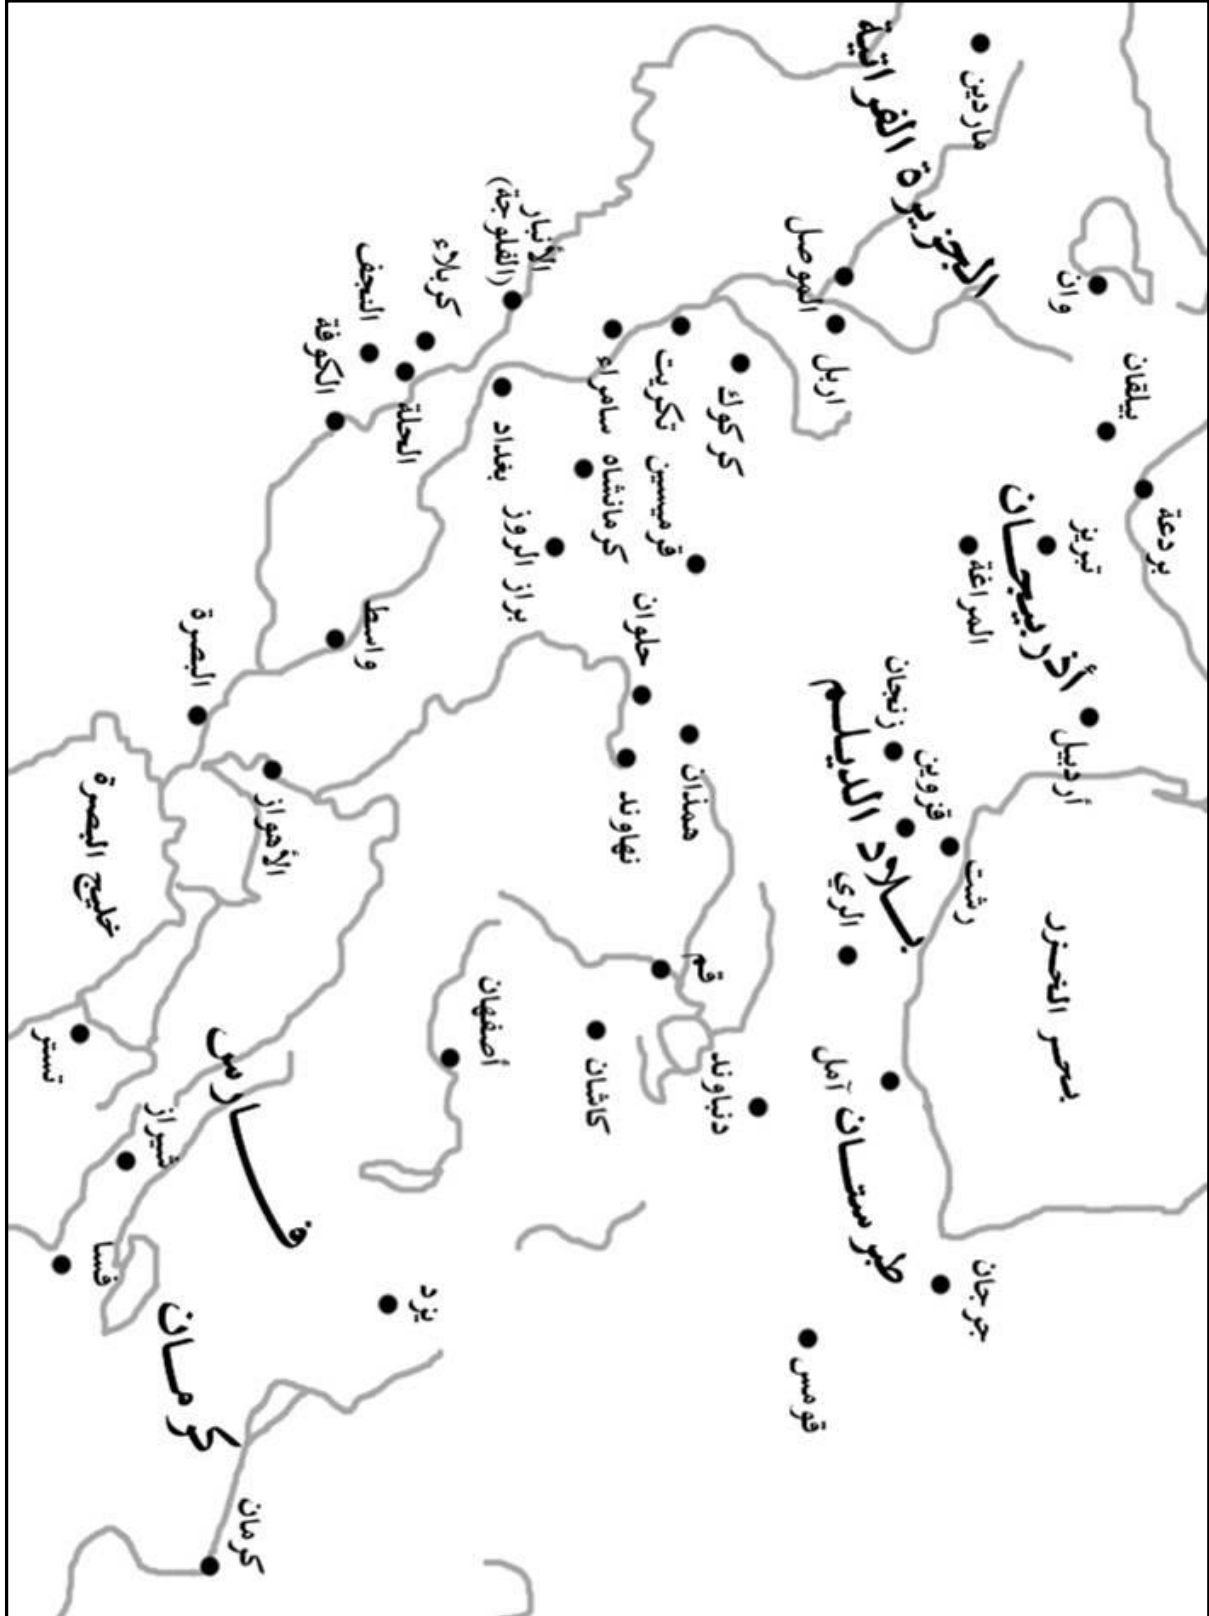 ماردين
الجزيرة الفراتية
وان
الموصل
اربل
بيلقان
بردعة
تبريز
المراغة
أذربيجان
أردبيل
الأنبار
(الفلوجة)
كربلاء
النجف
الكوفة
الحلة
بغداد
سامراء
تكريت
كركوك
كرمانشاه
قرميسين
براز الروز
حلوان
واسط
البصرة
همذان
نهاوند
زنجان
قزوين
رشت
بلاد الديلم
الري
بحر الخزر
الأهواز
خليج البصرة
تستر
قم
أصفهان
كاشان
دنباوند
آمل
طبرستان
جرجان
قومس
فارس
شيراز
فسا
يزد
كرمان
كرمان